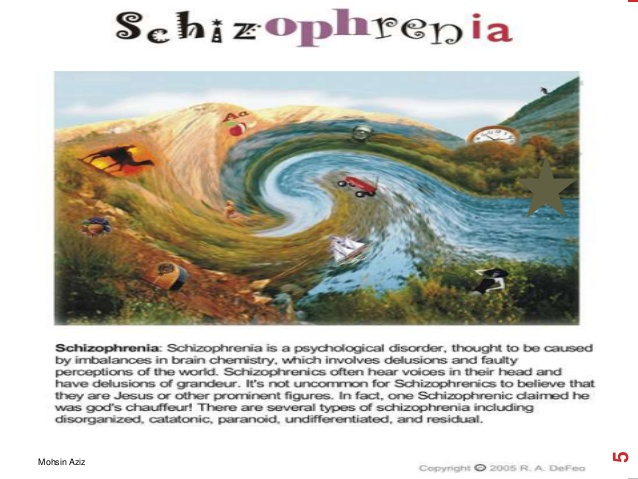 Schizophrenia
Aa
Schizophrenia: Schizophrenia is a psychological disorder, thought to be caused
by imbalances in brain chemistry, which involves delusions and faulty
perceptions of the world. Schizophrenics often hear voices in their head and
have delusions of grandeur. It's not uncommon for Schizophrenics to believe that
they are Jesus or other prominent figures. In fact, one Schizophrenic claimed he
was god's chauffeur! There are several types of schizophrenia including
disorganized, catatonic, paranoid, undifferentiated, and residual.
Mohsin Aziz
5
Copyright © 2005 R. A. DeFeo